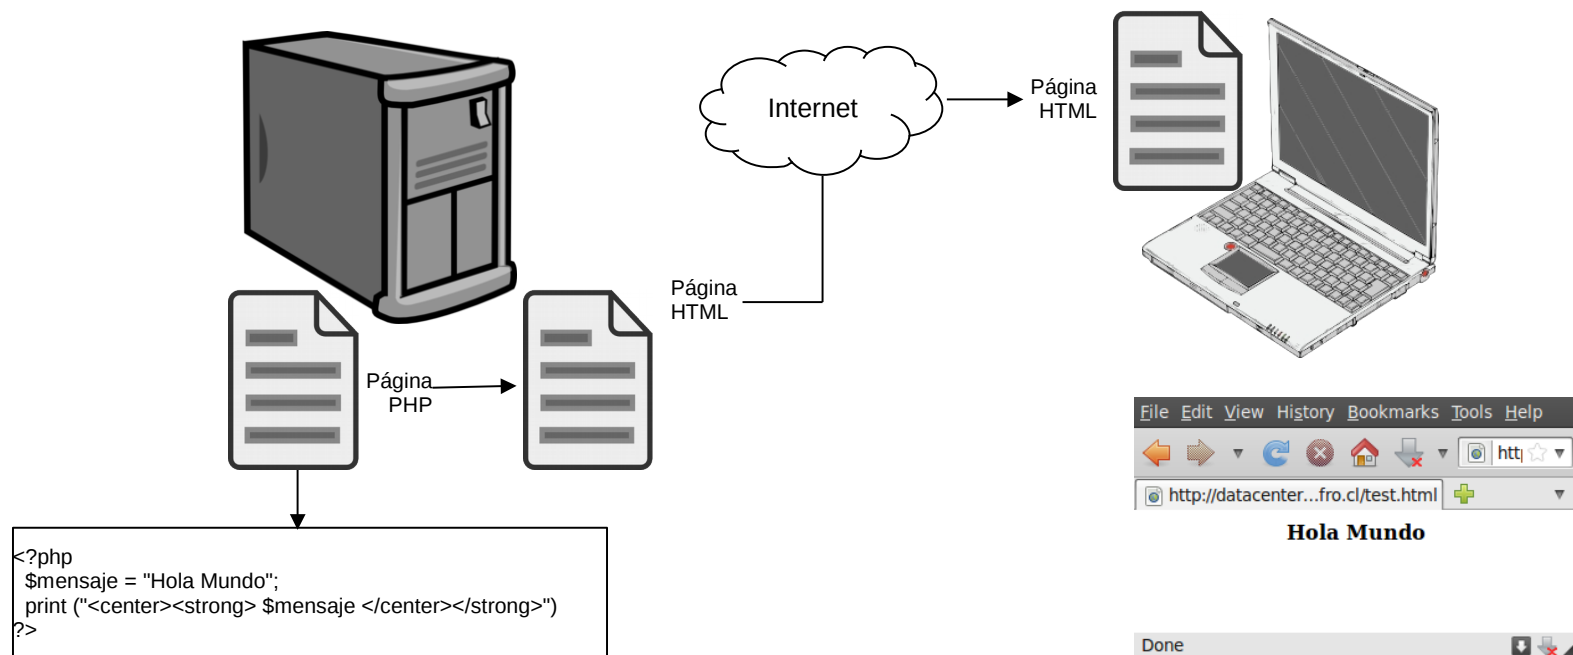 Internet
Página
HTML
Página
HTML
Página
PHP
<?php
$mensaje = "Hola Mundo";
print ("<center><strong> $mensaje </center></strong>")
?>
File Edit View History Bookmarks Tools Help
http
http://datacenter...fro.cl/test.html
Hola Mundo
Done